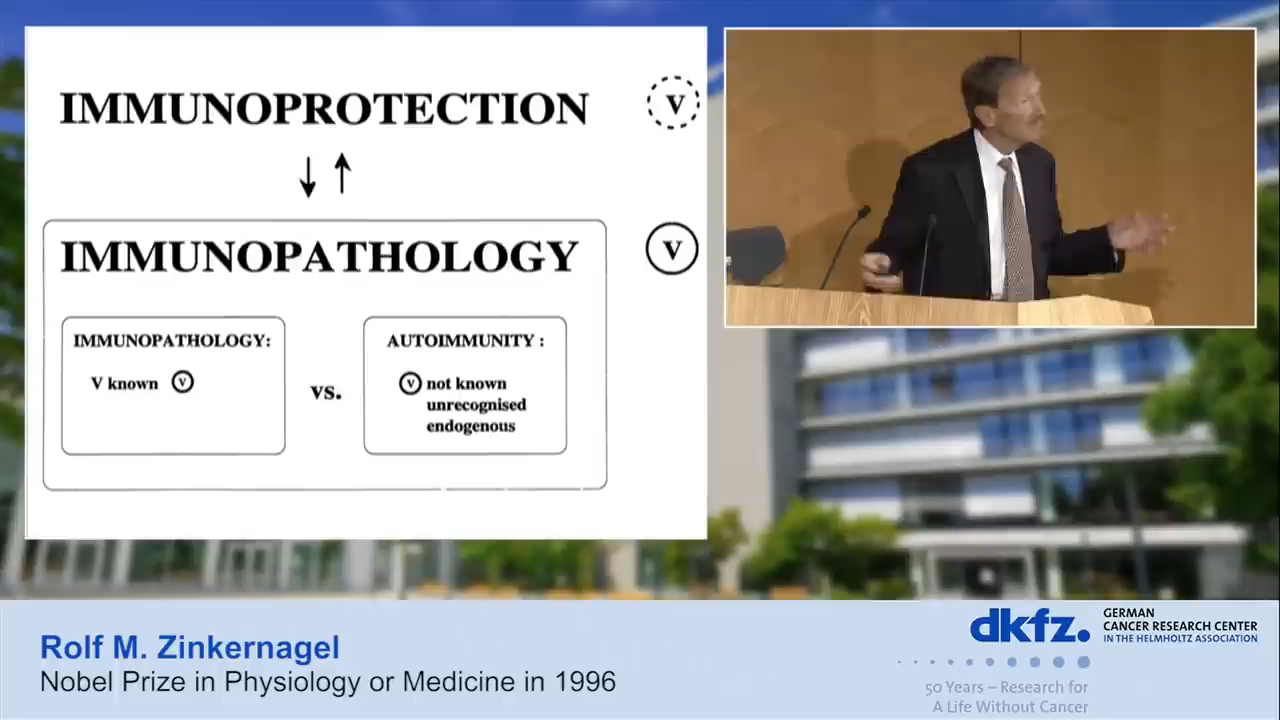 IMMUNOPROTECTION
V
↓ ↑
IMMUNOPATHOLOGY
V
IMMUNOPATHOLOGY:
V known V
vs.
AUTOIMMUNITY :
V not known
unrecognised
endogenous
Rolf M. Zinkernagel
Nobel Prize in Physiology or Medicine in 1996
dkfz.
GERMAN
CANCER RESEARCH CENTER
IN THE HELMHOLTZ ASSOCIATION
50 Years – Research for
A Life Without Cancer